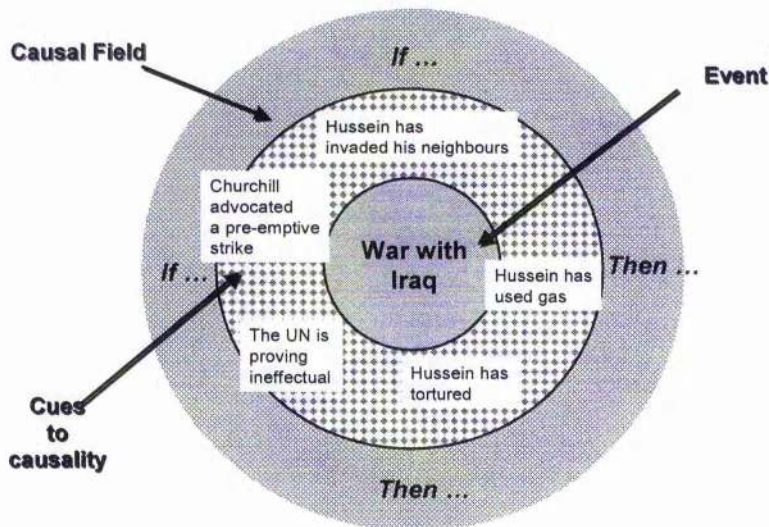 Causal Field
If ...
Event
Hussein has
invaded his neighbours
Churchill
advocated
a pre-emptive
strike
War with
Iraq
If ...
Hussein has
used gas
Then ...
The UN is
proving
ineffectual
Hussein has
tortured
Cues
to
causality
Then ...